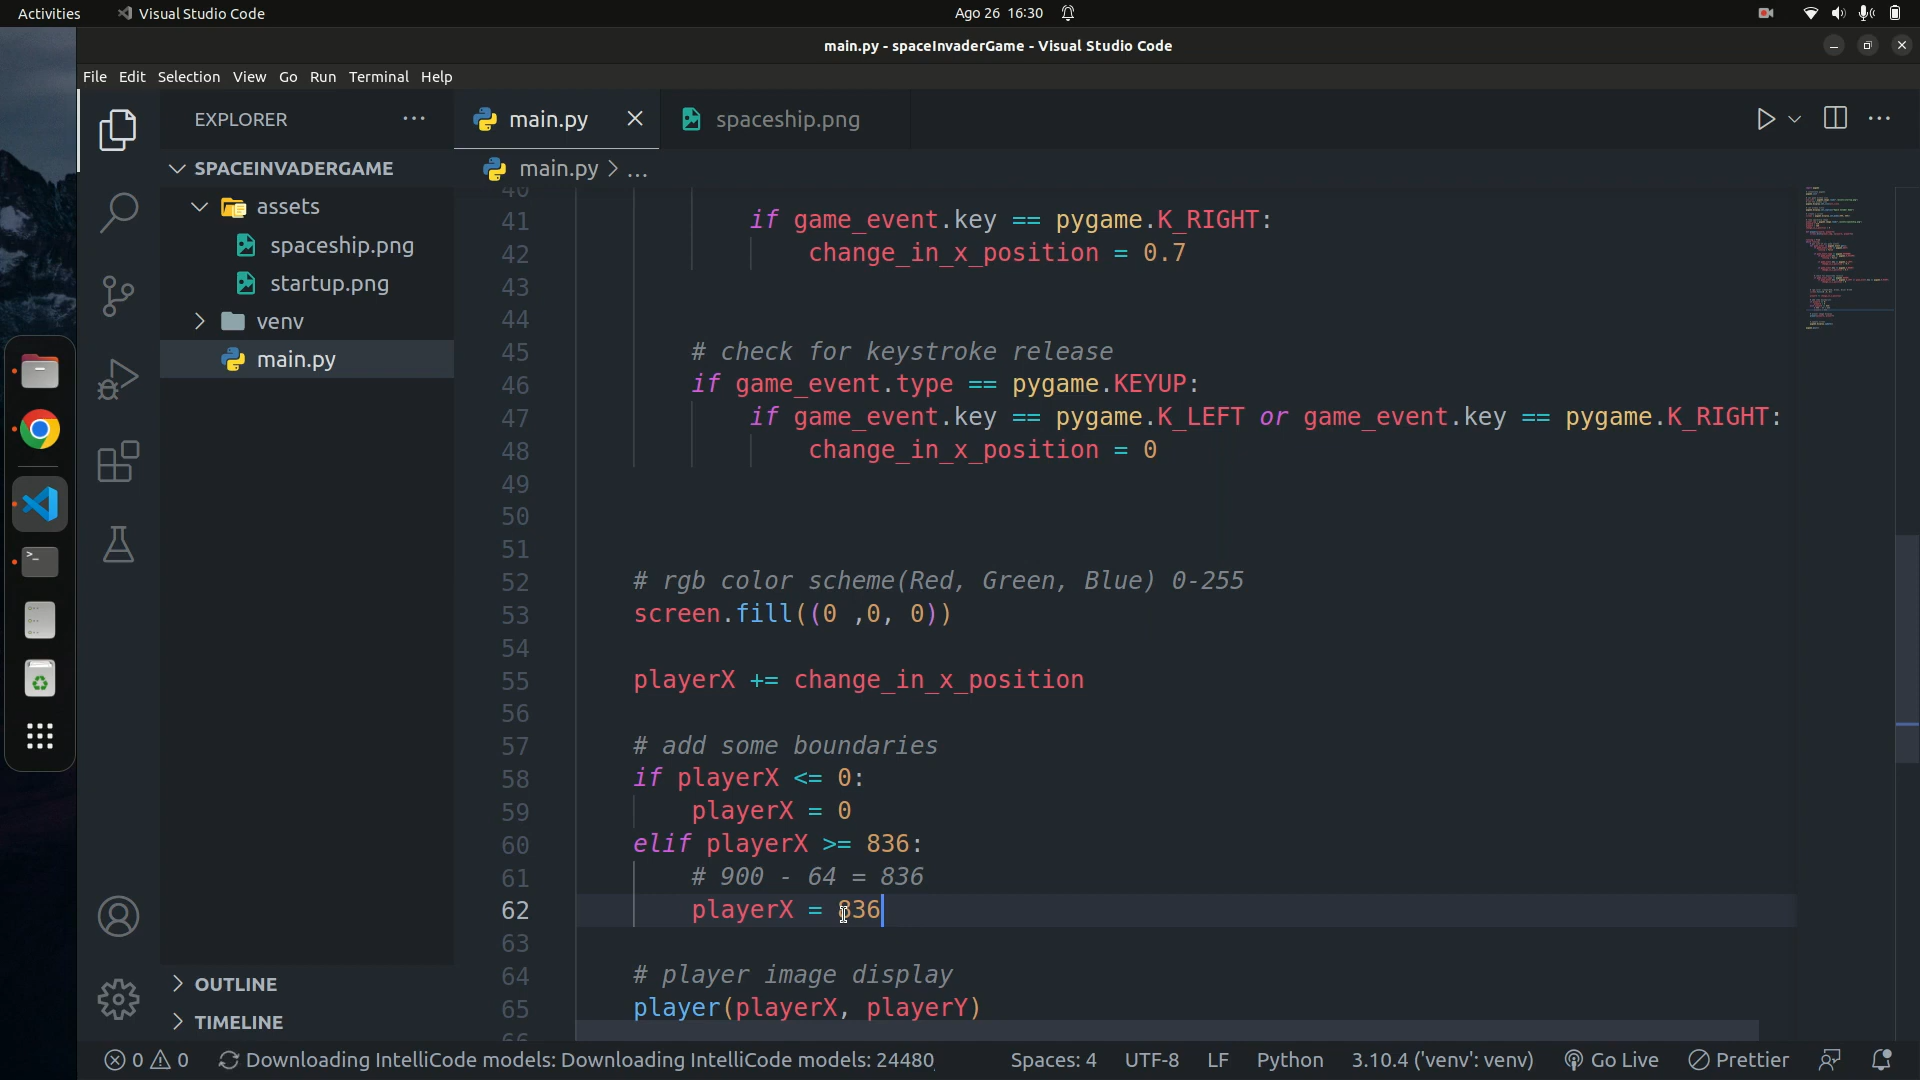 Activities
Visual Studio Code
Ago 26 16:30
main.py - spaceInvaderGame - Visual Studio Code
File Edit Selection View Go Run Terminal Help
EXPLORER
main.py
spaceship.png
SPACEINVADERGAME
main.py > ...
assets
spaceship.png
startup.png
venv
main.py
OUTLINE
TIMELINE
40
41 if game_event.key == pygame.K_RIGHT:
42 change_in_x_position = 0.7
43
44
45 # check for keystroke release
46 if game_event.type == pygame.KEYUP:
47 if game_event.key == pygame.K_LEFT or game_event.key == pygame.K_RIGHT:
48 change_in_x_position = 0
49
50
51
52 # rgb color scheme(Red, Green, Blue) 0-255
53 screen.fill((0 ,0, 0))
54
55 playerX += change_in_x_position
56
57 # add some boundaries
58 if playerX <= 0:
59 playerX = 0
60 elif playerX >= 836:
61 # 900 - 64 = 836
62 playerX = 836
63
64 # player image display
65 player(playerX, playerY)
66
0 0 Downloading IntelliCode models: Downloading IntelliCode models: 24480
Spaces: 4 UTF-8 LF Python 3.10.4 ('venv': venv) Go Live Prettier